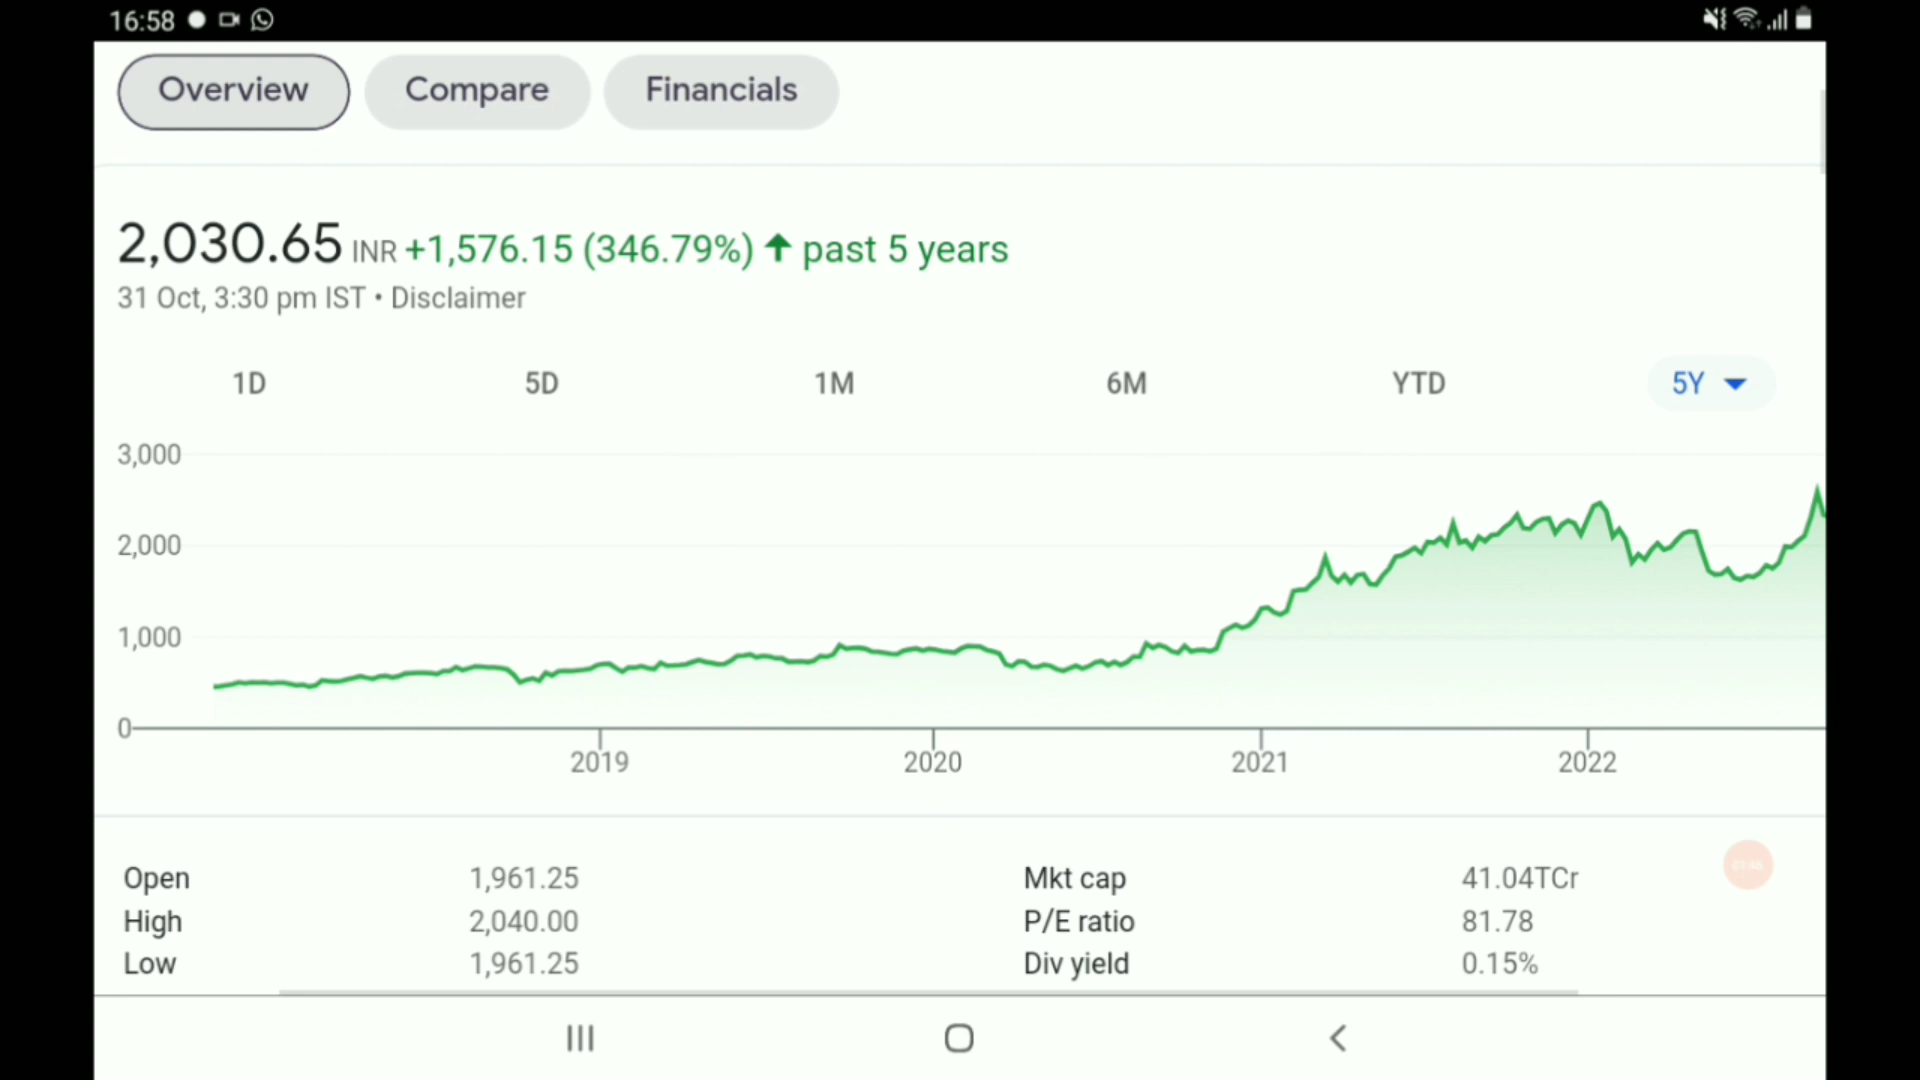 16:58
Overview Compare Financials
2,030.65 INR +1,576.15 (346.79%) ↑ past 5 years
31 Oct, 3:30 pm IST • Disclaimer
1D 5D 1M 6M YTD 5Y
3,000
2,000
1,000
0
2019 2020 2021 2022
Open 1,961.25 Mkt cap 41.04TCr
High 2,040.00 P/E ratio 81.78
Low 1,961.25 Div yield 0.15%